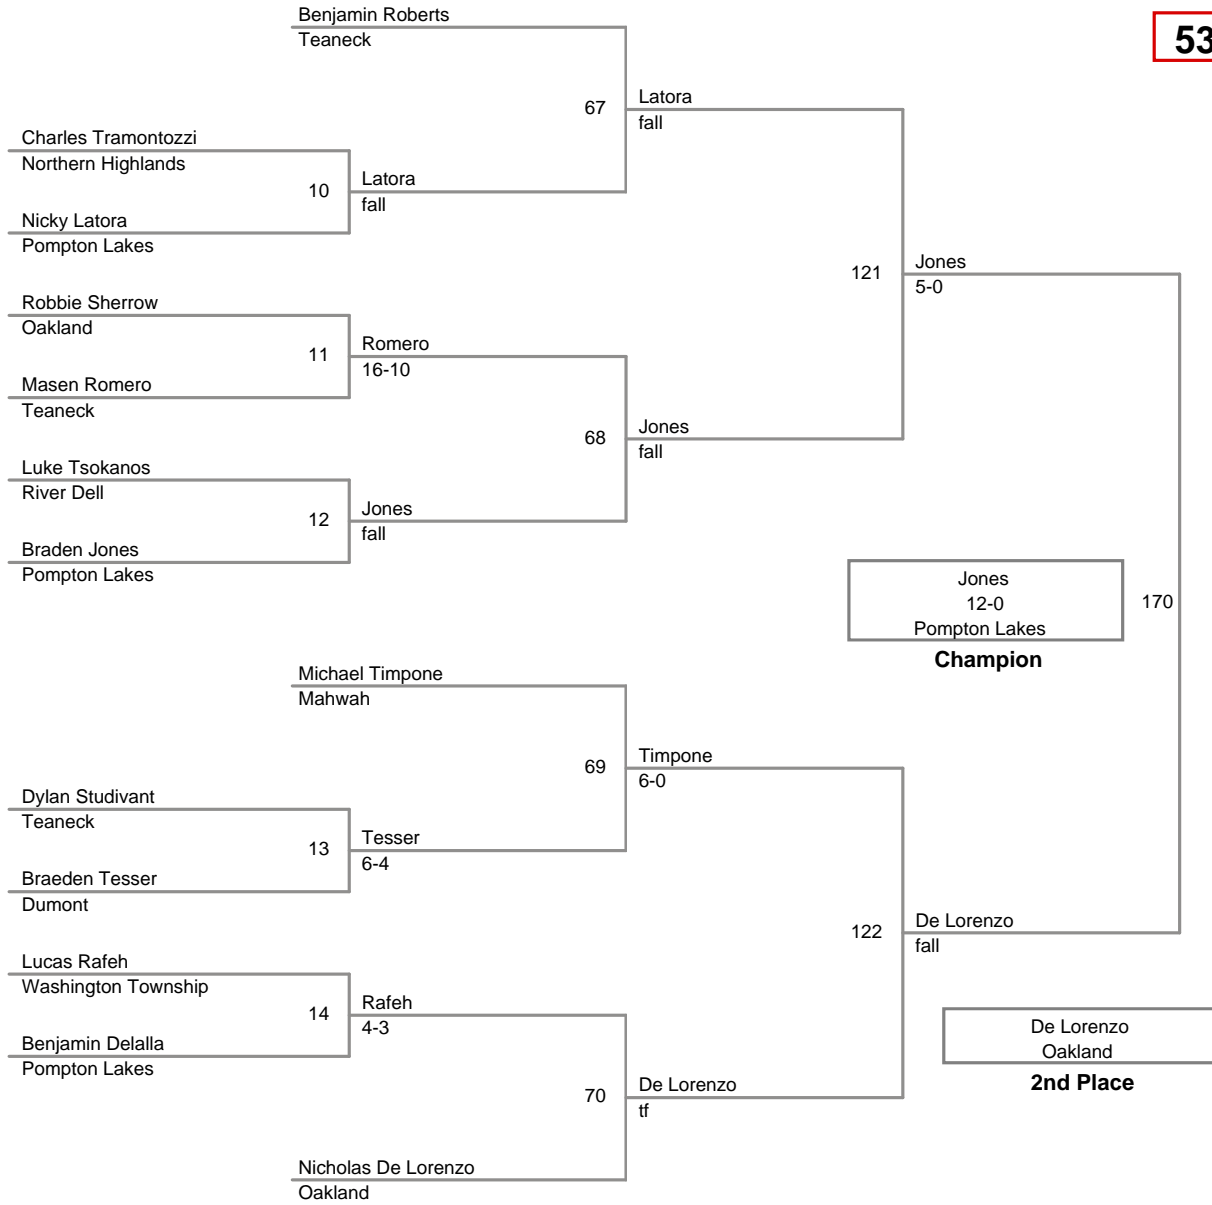 Benjamin Roberts
Teaneck
53
67
Latora
fall
Charles Tramontozzi
Northern Highlands
10
Latora
fall
Nicky Latora
Pompton Lakes
121
Jones
5-0
Robbie Sherrow
Oakland
11
Romero
16-10
Masen Romero
Teaneck
68
Jones
fall
Luke Tsokanos
River Dell
12
Jones
fall
Braden Jones
Pompton Lakes
Jones
12-0
Pompton Lakes
170
Champion
Michael Timpone
Mahwah
69
Timpone
6-0
Dylan Studivant
Teaneck
13
Tesser
6-4
Braeden Tesser
Dumont
122
De Lorenzo
fall
Lucas Rafeh
Washington Township
14
Rafeh
4-3
Benjamin Delalla
Pompton Lakes
De Lorenzo
Oakland
2nd Place
70
De Lorenzo
tf
Nicholas De Lorenzo
Oakland